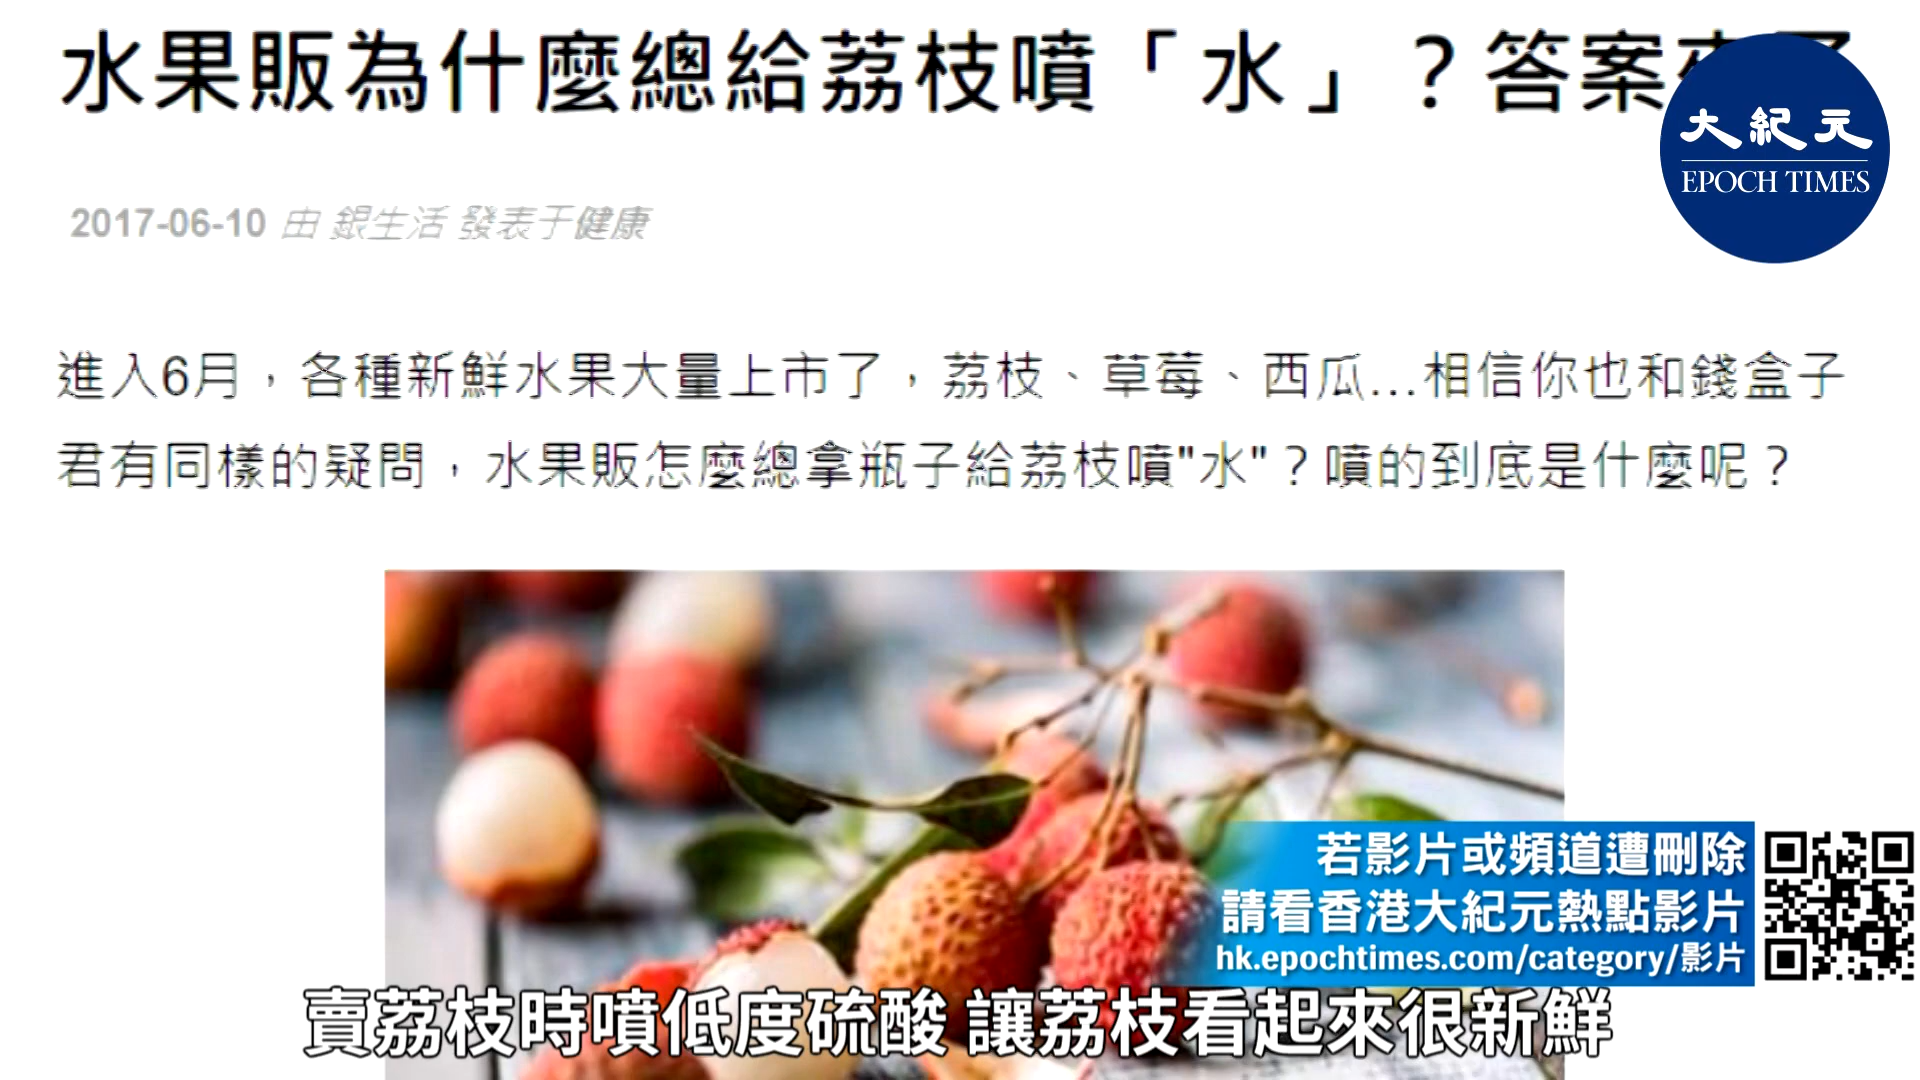 水果販為什麼總給荔枝噴「水」？答案
大紀元
EPOCH TIMES
2017-06-10 由 銀生活 發表于健康
進入6月，各種新鮮水果大量上市了，荔枝、草莓、西瓜...相信你也和錢盒子
君有同樣的疑問，水果販怎麼總拿瓶子給荔枝噴"水"？噴的到底是什麼呢？
若影片或頻道遭刪除
請看香港大紀元熱點影片
hk.epochtimes.com/category/影片
賣荔枝時噴低度硫酸 讓荔枝看起來很新鮮